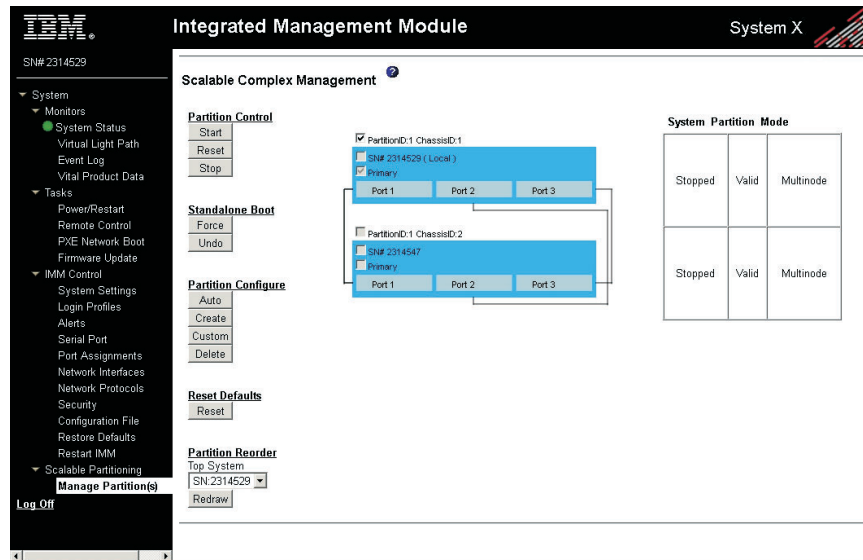 IBM®
Integrated Management Module
System X
SN# 2314529
System
Monitors
System Status
Virtual Light Path
Event Log
Vital Product Data
Tasks
Power/Restart
Remote Control
PXE Network Boot
Firmware Update
IMM Control
System Settings
Login Profiles
Alerts
Serial Port
Port Assignments
Network Interfaces
Network Protocols
Security
Configuration File
Restore Defaults
Restart IMM
Scalable Partitioning
Manage Partition(s)
Log Off
Scalable Complex Management ?
Partition Control
Start
Reset
Stop
Standalone Boot
Force
Undo
Partition Configure
Auto
Create
Custom
Delete
Reset Defaults
Reset
Partition Reorder
Top System
SN:2314529
Redraw
PartitionID:1 ChassisID:1
SN# 2314529 ( Local )
Primary
Port 1 Port 2 Port 3
PartitionID:1 ChassisID:2
SN# 2314547
Primary
Port 1 Port 2 Port 3
System Partition Mode
Stopped Valid Multinode
Stopped Valid Multinode